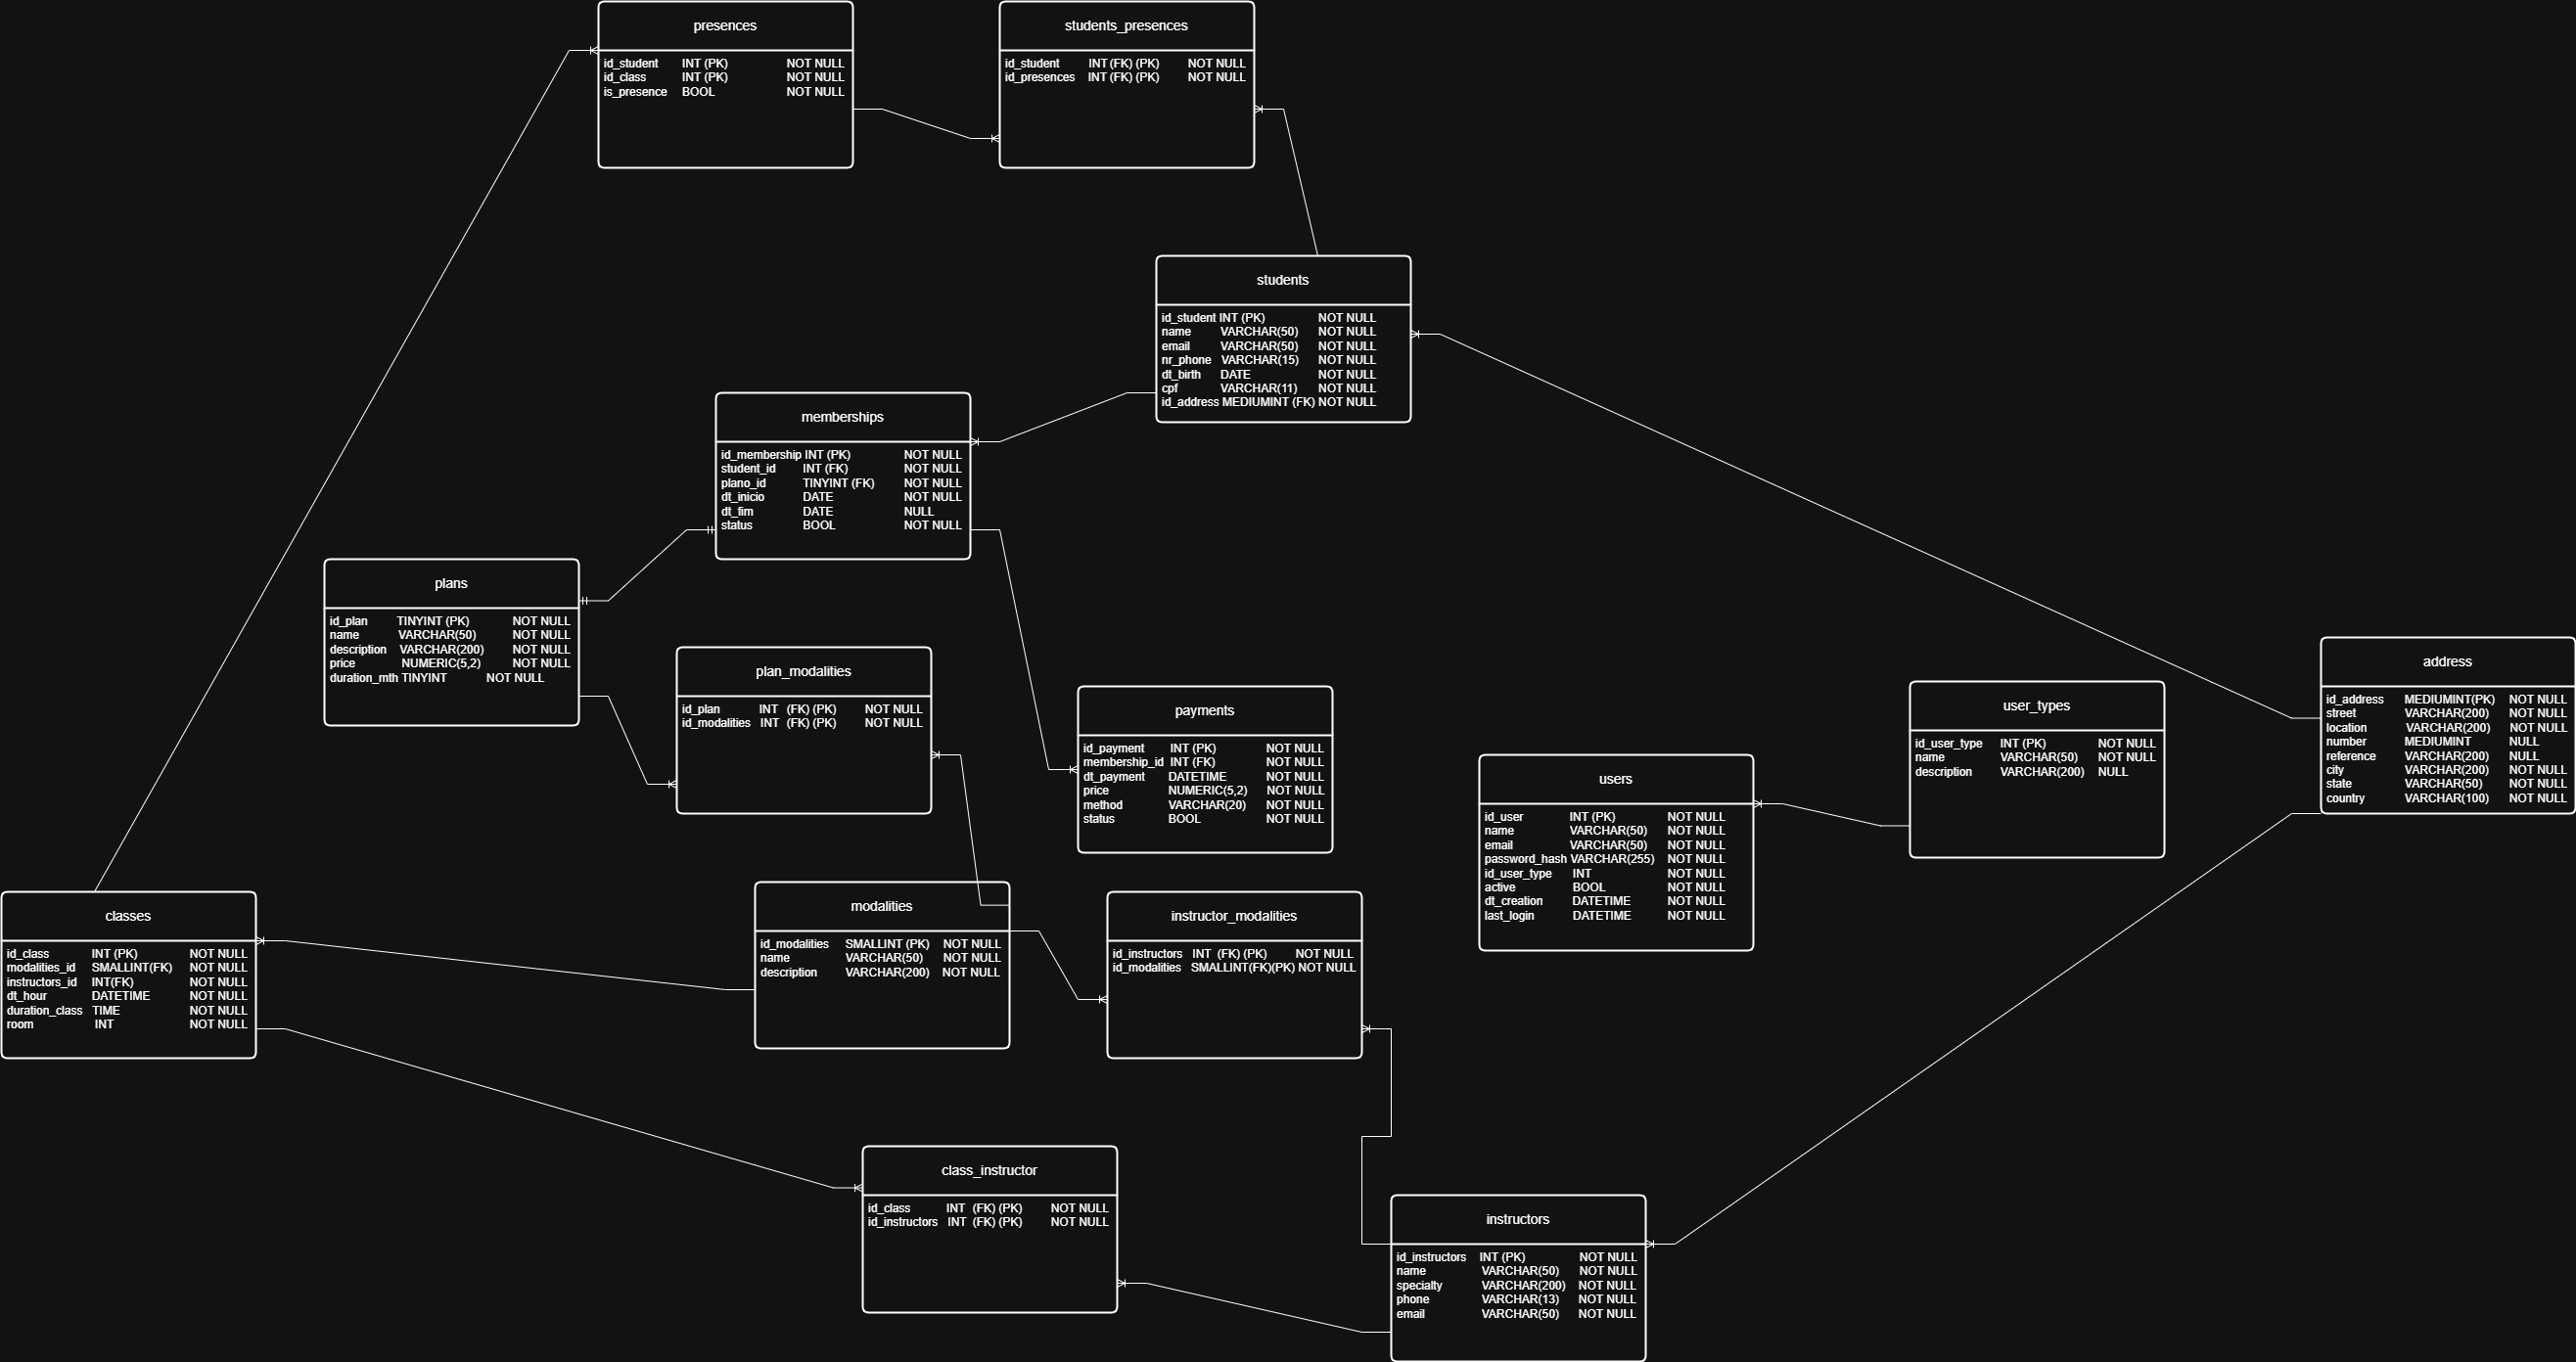 presences
id_student INT (PK) NOT NULL
id_class INT (PK) NOT NULL
is_presence BOOL NOT NULL
students_presences
id_student INT (FK) (PK) NOT NULL
id_presences INT (FK) (PK) NOT NULL
students
id_student INT (PK) NOT NULL
name VARCHAR(50) NOT NULL
email VARCHAR(50) NOT NULL
nr_phone VARCHAR(15) NOT NULL
dt_birth DATE NOT NULL
cpf VARCHAR(11) NOT NULL
id_address MEDIUMINT (FK) NOT NULL
memberships
id_membership INT (PK) NOT NULL
student_id INT (FK) NOT NULL
plano_id TINYINT (FK) NOT NULL
dt_inicio DATE NOT NULL
dt_fim DATE NULL
status BOOL NOT NULL
plans
id_plan TINYINT (PK) NOT NULL
name VARCHAR(50) NOT NULL
description VARCHAR(200) NOT NULL
price NUMERIC(5,2) NOT NULL
duration_mth TINYINT NOT NULL
plan_modalities
id_plan INT (FK) (PK) NOT NULL
id_modalities INT (FK) (PK) NOT NULL
payments
id_payment INT (PK) NOT NULL
membership_id INT (FK) NOT NULL
dt_payment DATETIME NOT NULL
price NUMERIC(5,2) NOT NULL
method VARCHAR(20) NOT NULL
status BOOL NOT NULL
users
id_user INT (PK) NOT NULL
name VARCHAR(50) NOT NULL
email VARCHAR(50) NOT NULL
password_hash VARCHAR(255) NOT NULL
id_user_type INT NOT NULL
active BOOL NOT NULL
dt_creation DATETIME NOT NULL
last_login DATETIME NOT NULL
user_types
id_user_type INT (PK) NOT NULL
name VARCHAR(50) NOT NULL
description VARCHAR(200) NULL
address
id_address MEDIUMINT(PK) NOT NULL
street VARCHAR(200) NOT NULL
location VARCHAR(200) NOT NULL
number MEDIUMINT NULL
reference VARCHAR(200) NULL
city VARCHAR(200) NOT NULL
state VARCHAR(50) NOT NULL
country VARCHAR(100) NOT NULL
classes
id_class INT (PK) NOT NULL
modalities_id SMALLINT(FK) NOT NULL
instructors_id INT(FK) NOT NULL
dt_hour DATETIME NOT NULL
duration_class TIME NOT NULL
room INT NOT NULL
modalities
id_modalities SMALLINT (PK) NOT NULL
name VARCHAR(50) NOT NULL
description VARCHAR(200) NOT NULL
instructor_modalities
id_instructors INT (FK) (PK) NOT NULL
id_modalities SMALLINT(FK)(PK) NOT NULL
class_instructor
id_class INT (FK) (PK) NOT NULL
id_instructors INT (FK) (PK) NOT NULL
instructors
id_instructors INT (PK) NOT NULL
name VARCHAR(50) NOT NULL
specialty VARCHAR(200) NOT NULL
phone VARCHAR(13) NOT NULL
email VARCHAR(50) NOT NULL